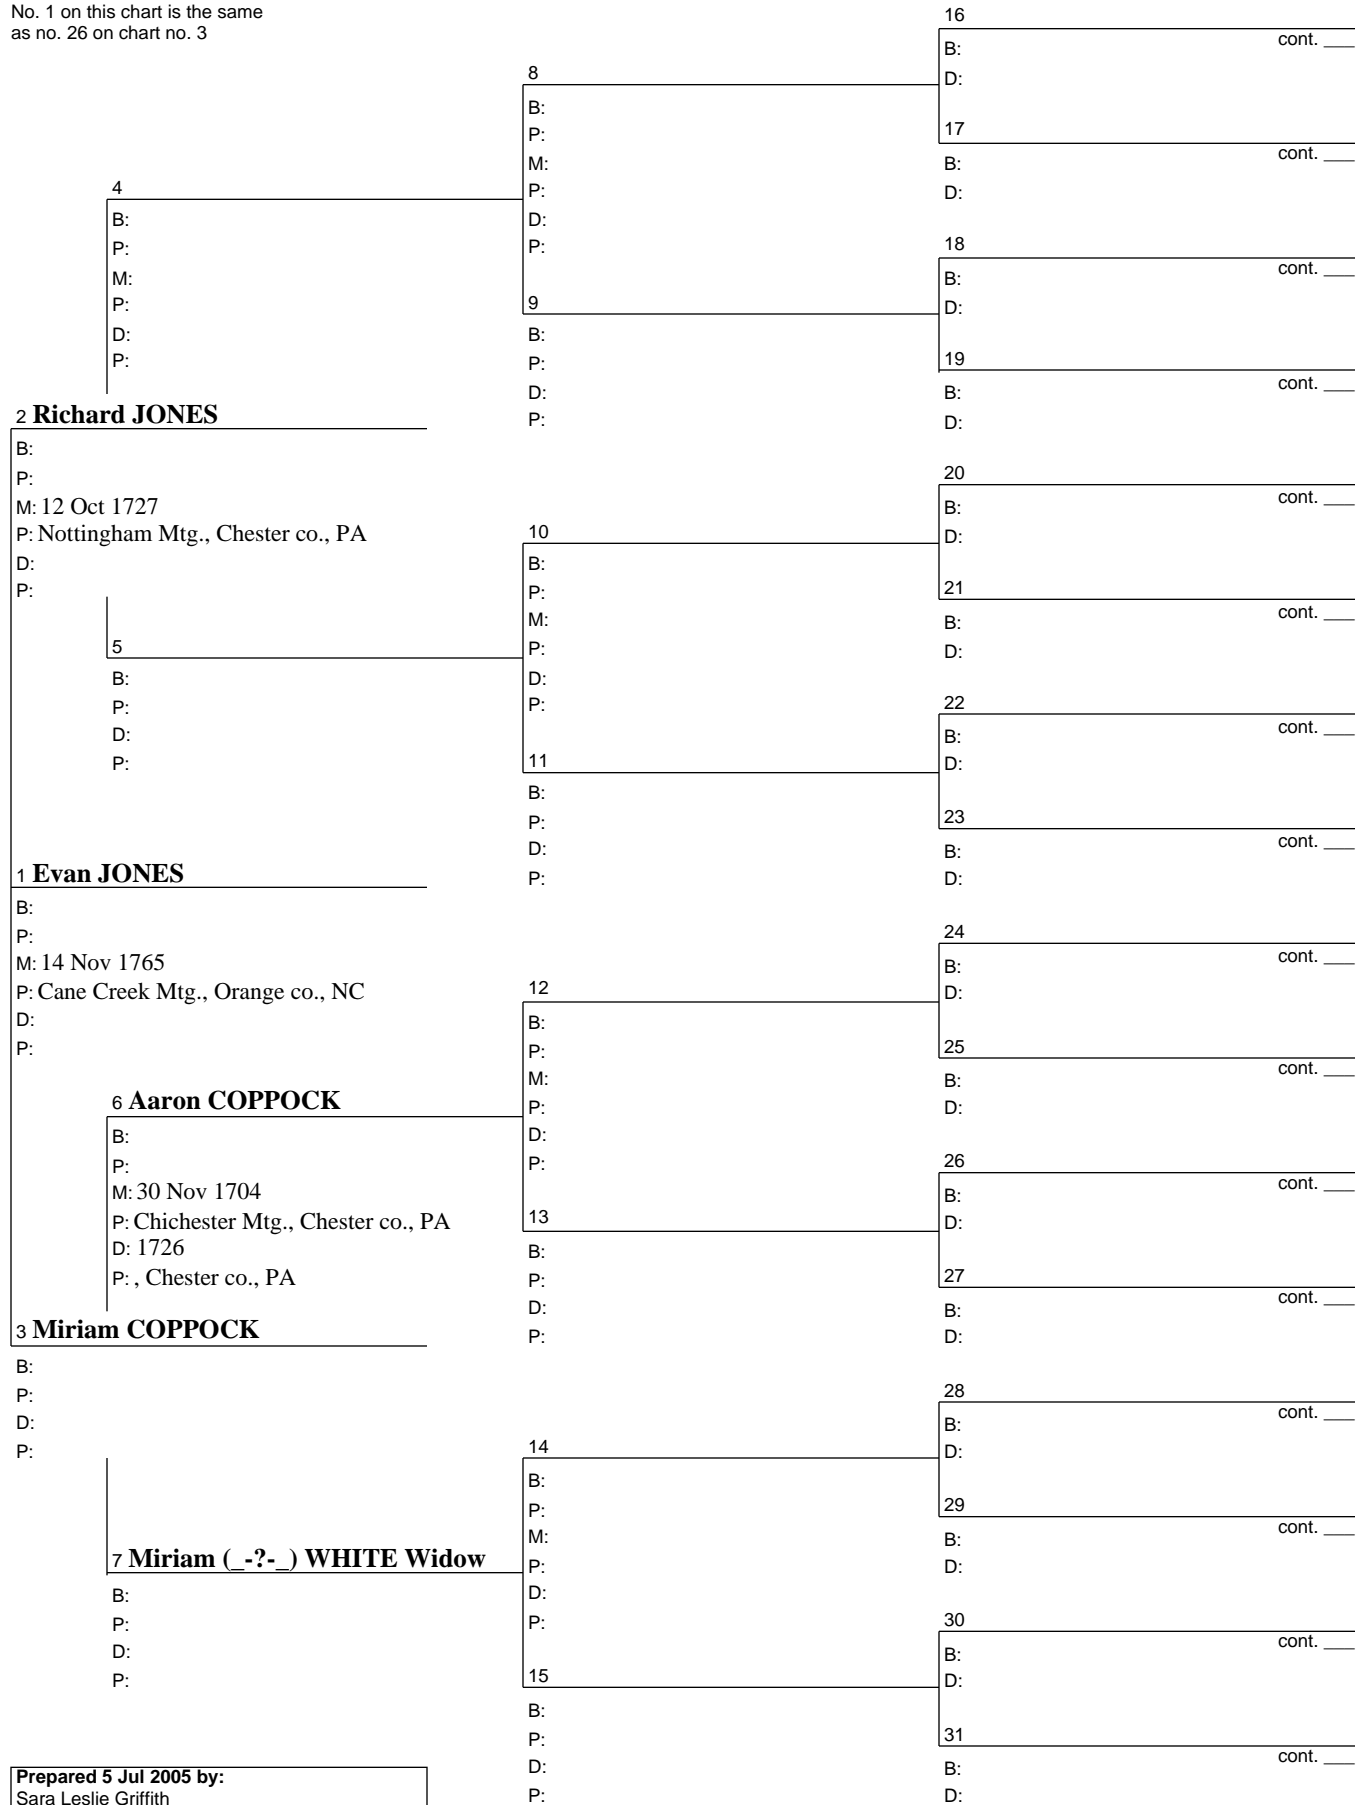 No. 1 on this chart is the same
as no. 26 on chart no. 3
16
cont. ___
B:
D:
8
B:
P:
M:
P:
D:
P:
17
cont. ___
B:
D:
4
B:
P:
M:
P:
D:
P:
18
cont. ___
B:
D:
9
B:
P:
D:
P:
19
cont. ___
B:
D:
2 Richard JONES
B:
P:
M: 12 Oct 1727
P: Nottingham Mtg., Chester co., PA
D:
P:
20
cont. ___
B:
D:
10
B:
P:
M:
P:
D:
P:
21
cont. ___
B:
D:
5
B:
P:
D:
P:
22
cont. ___
B:
D:
11
B:
P:
D:
P:
23
cont. ___
B:
D:
1 Evan JONES
B:
P:
M: 14 Nov 1765
P: Cane Creek Mtg., Orange co., NC
D:
P:
24
cont. ___
B:
D:
12
B:
P:
M:
P:
D:
P:
25
cont. ___
B:
D:
6 Aaron COPPOCK
B:
P:
M: 30 Nov 1704
P: Chichester Mtg., Chester co., PA
D: 1726
P: , Chester co., PA
26
cont. ___
B:
D:
13
B:
P:
D:
P:
27
cont. ___
B:
D:
3 Miriam COPPOCK
B:
P:
D:
P:
28
cont. ___
B:
D:
14
B:
P:
M:
P:
D:
P:
29
cont. ___
B:
D:
7 Miriam (_-?-_) WHITE Widow
B:
P:
D:
P:
30
cont. ___
B:
D:
15
B:
P:
D:
P:
31
cont. ___
B:
D:
Prepared 5 Jul 2005 by:
Sara Leslie Griffith